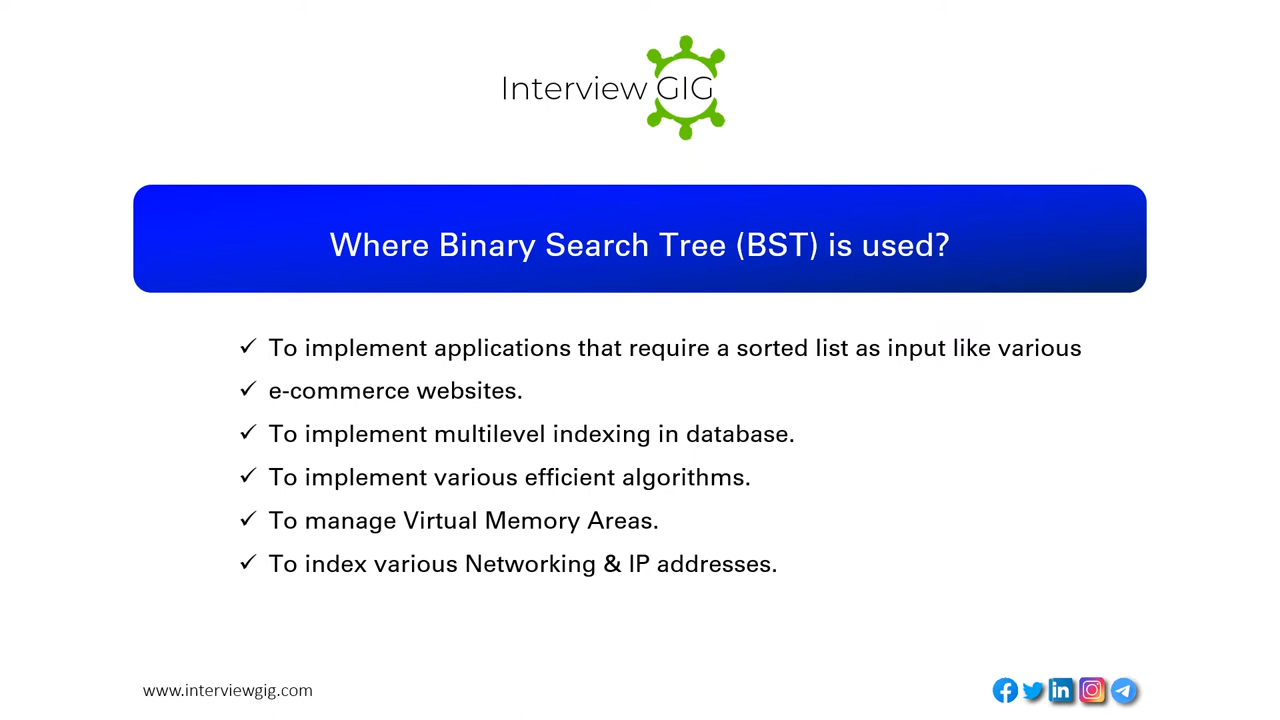 Interview GIG
Where Binary Search Tree (BST) is used?
✓ To implement applications that require a sorted list as input like various
✓ e-commerce websites.
✓ To implement multilevel indexing in database.
✓ To implement various efficient algorithms.
✓ To manage Virtual Memory Areas.
✓ To index various Networking & IP addresses.
www.interviewgig.com